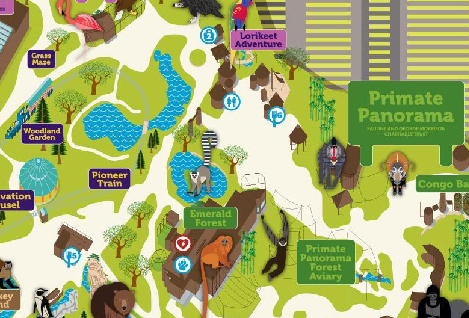 Grass
Maze
2
Lorikeet
Adventure
Primate
Panorama
Woodland
Garden
Pioneer
Train
Emerald
Forest
Congo Ba
vation
usel
Primate
Panorama
Forest
Aviary